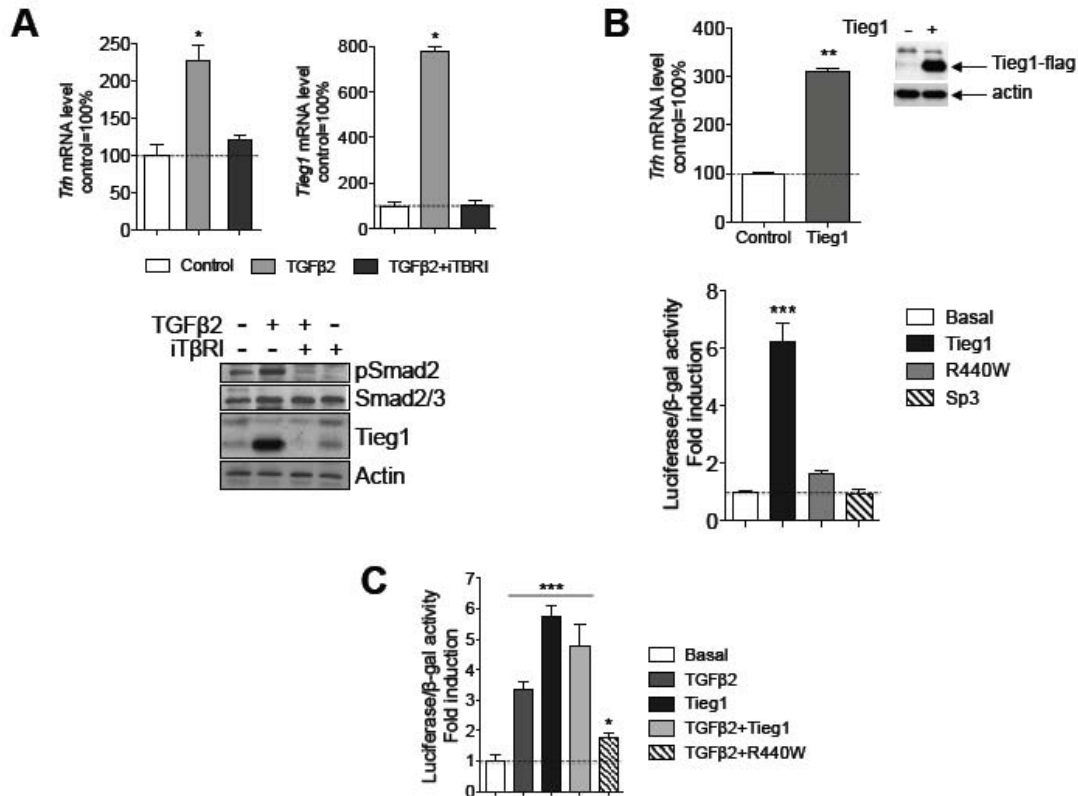 A
Trh mRNA level
control=100%
250
200
150
100
50
0
*
Tieg1 mRNA level
control=100%
800
600
400
200
0
*
Control
TGFβ2
TGFβ2+iTBRI
TGFβ2 - + + -
iTβRI - - + +
pSmad2
Smad2/3
Tieg1
Actin
B
Trh mRNA level
control=100%
400
300
200
100
0
**
Control
Tieg1
Tieg1 - +
Tieg1-flag
actin
Luciferase/β-gal activity
Fold induction
8
6
4
2
0
***
Basal
Tieg1
R440W
Sp3
C
Luciferase/β-gal activity
Fold induction
7
6
5
4
3
2
1
0
***
*
Basal
TGFβ2
Tieg1
TGFβ2+Tieg1
TGFβ2+R440W